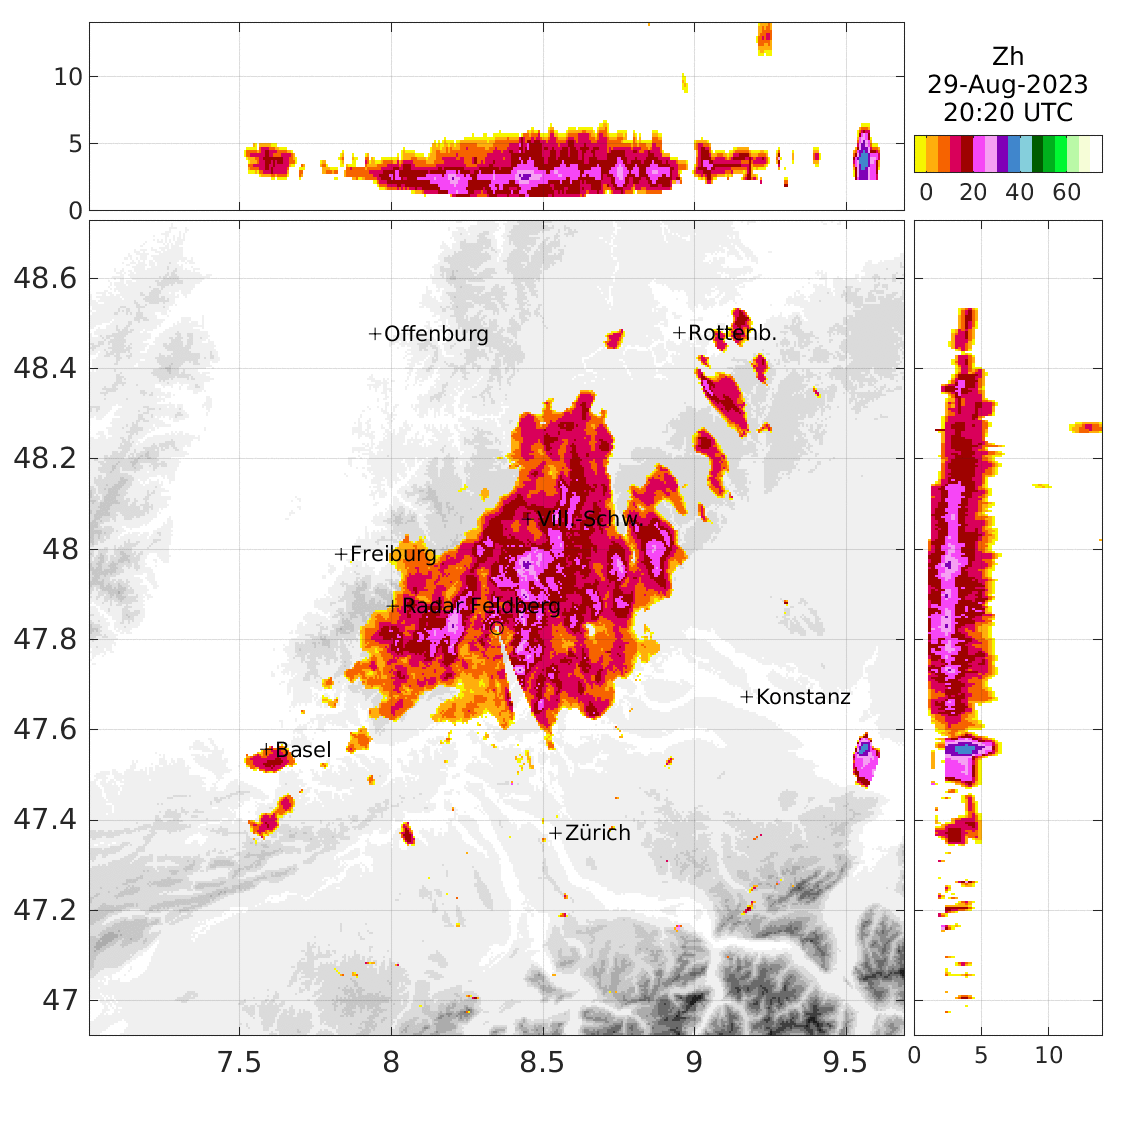 10
5
0
Zh
29-Aug-2023
20:20 UTC
0 20 40 60
48.6
48.4
48.2
48
47.8
47.6
47.4
47.2
47
+Offenburg
+Rottenb.
+Vill.-Schw.
+Freiburg
+Radar Feldberg
+Konstanz
+Basel
+Zürich
7.5 8 8.5 9 9.5
0 5 10